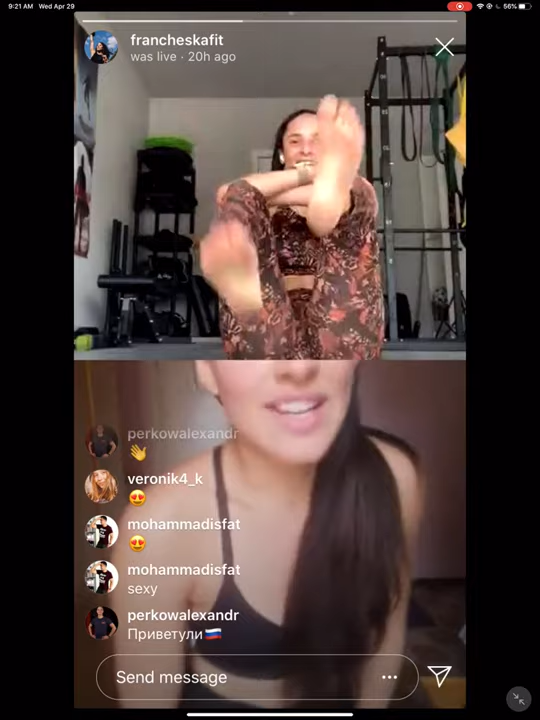 9:21 AM Wed Apr 29
56%
francheskafit
was live · 20h ago
perkowalexandr
👋
veronik4_k
😍
mohammadisfat
😍
mohammadisfat
sexy
perkowalexandr
Приветули🇷🇺
Send message